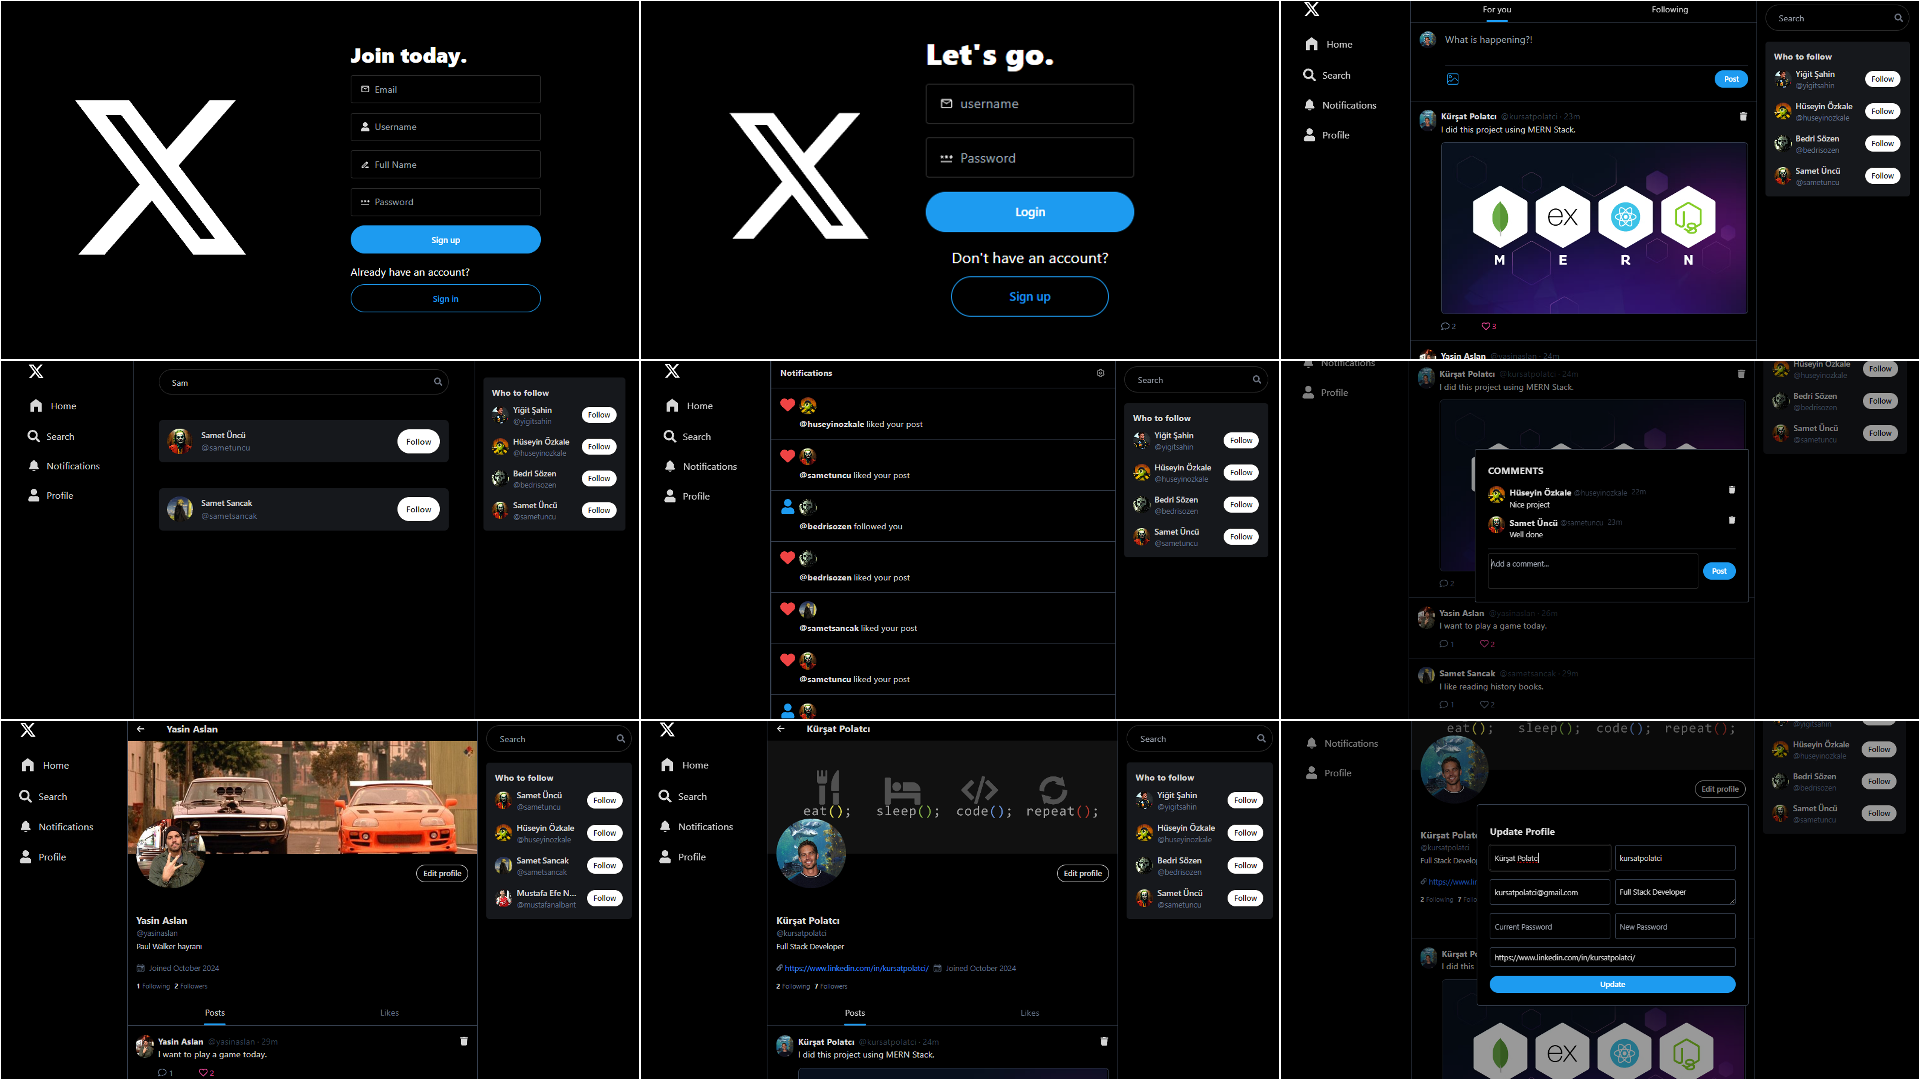 Join today.
Email
Username
Full Name
Password
Sign up
Already have an account?
Sign in
Let's go.
username
Password
Login
Don't have an account?
Sign up
Home
Search
Notifications
Profile
For you
Following
What is happening?!
Post
Kürşat Polatcı @kursatpolatci · 23m
I did this project using MERN Stack.
ex
M E R N
2 3
Yasin Aslan @yasinaslan · 24m
Search
Who to follow
Yiğit Şahin
@yigitsahin
Follow
Hüseyin Özkale
@huseyinozkale
Follow
Bedri Sözen
@bedrisozen
Follow
Samet Üncü
@sametuncu
Follow
Home
Search
Notifications
Profile
Sam
Samet Üncü
@sametuncu
Follow
Samet Sancak
@sametsancak
Follow
Who to follow
Yiğit Şahin
@yigitsahin
Follow
Hüseyin Özkale
@huseyinozkale
Follow
Bedri Sözen
@bedrisozen
Follow
Samet Üncü
@sametuncu
Follow
Home
Search
Notifications
Profile
Notifications
@huseyinozkale liked your post
@sametuncu liked your post
@bedrisozen followed you
@bedrisozen liked your post
@sametsancak liked your post
@sametuncu liked your post
Search
Who to follow
Yiğit Şahin
@yigitsahin
Follow
Hüseyin Özkale
@huseyinozkale
Follow
Bedri Sözen
@bedrisozen
Follow
Samet Üncü
@sametuncu
Follow
Notifications
Profile
Kürşat Polatcı @kursatpolatci · 24m
I did this project using MERN Stack.
COMMENTS
Hüseyin Özkale @huseyinozkale 22m
Nice project
Samet Üncü @sametuncu 23m
Well done
Add a comment...
Post
2
Yasin Aslan @yasinaslan · 26m
I want to play a game today.
1 2
Samet Sancak @sametsancak · 29m
I like reading history books.
1 2
Hüseyin Özkale
@huseyinozkale
Follow
Bedri Sözen
@bedrisozen
Follow
Samet Üncü
@sametuncu
Follow
Home
Search
Notifications
Profile
Yasin Aslan
Edit profile
Yasin Aslan
@yasinaslan
Paul Walker hayranı
Joined October 2024
1 Following 2 Followers
Posts Likes
Yasin Aslan @yasinaslan · 29m
I want to play a game today.
1 2
Search
Who to follow
Samet Üncü
@sametuncu
Follow
Hüseyin Özkale
@huseyinozkale
Follow
Samet Sancak
@sametsancak
Follow
Mustafa Efe N...
@mustafanalbant
Follow
Home
Search
Notifications
Profile
Kürşat Polatcı
eat(); sleep(); code(); repeat();
Edit profile
Kürşat Polatcı
@kursatpolatci
Full Stack Developer
https://www.linkedin.com/in/kursatpolatci/ Joined October 2024
2 Following 7 Followers
Posts Likes
Kürşat Polatcı @kursatpolatci · 24m
I did this project using MERN Stack.
Search
Who to follow
Yiğit Şahin
@yigitsahin
Follow
Hüseyin Özkale
@huseyinozkale
Follow
Bedri Sözen
@bedrisozen
Follow
Samet Üncü
@sametuncu
Follow
Notifications
Profile
eat(); sleep(); code(); repeat();
Edit profile
Kürşat Polat
@kursatpolatci
Full Stack Develop
https://www.lin
2 Following 7 Foll
Update Profile
Kürşat Polatcı
kursatpolatci
kursatpolatci@gmail.com
Full Stack Developer
Current Password
New Password
https://www.linkedin.com/in/kursatpolatci/
Update
Kürşat P
I did this
ex
@yigitsahin
Hüseyin Özkale
@huseyinozkale
Follow
Bedri Sözen
@bedrisozen
Follow
Samet Üncü
@sametuncu
Follow